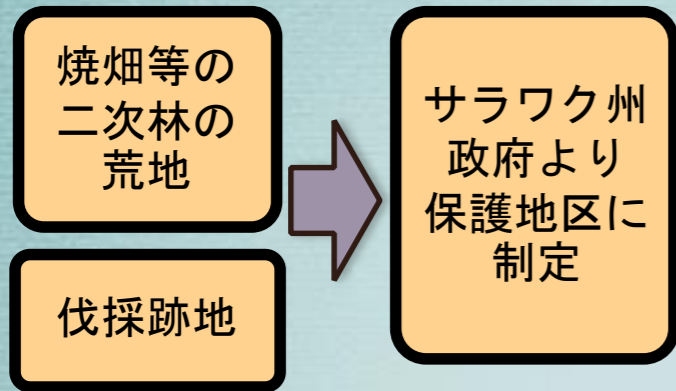 焼畑等の
二次林の
荒地
伐採跡地
サラワク州
政府より
保護地区に
制定